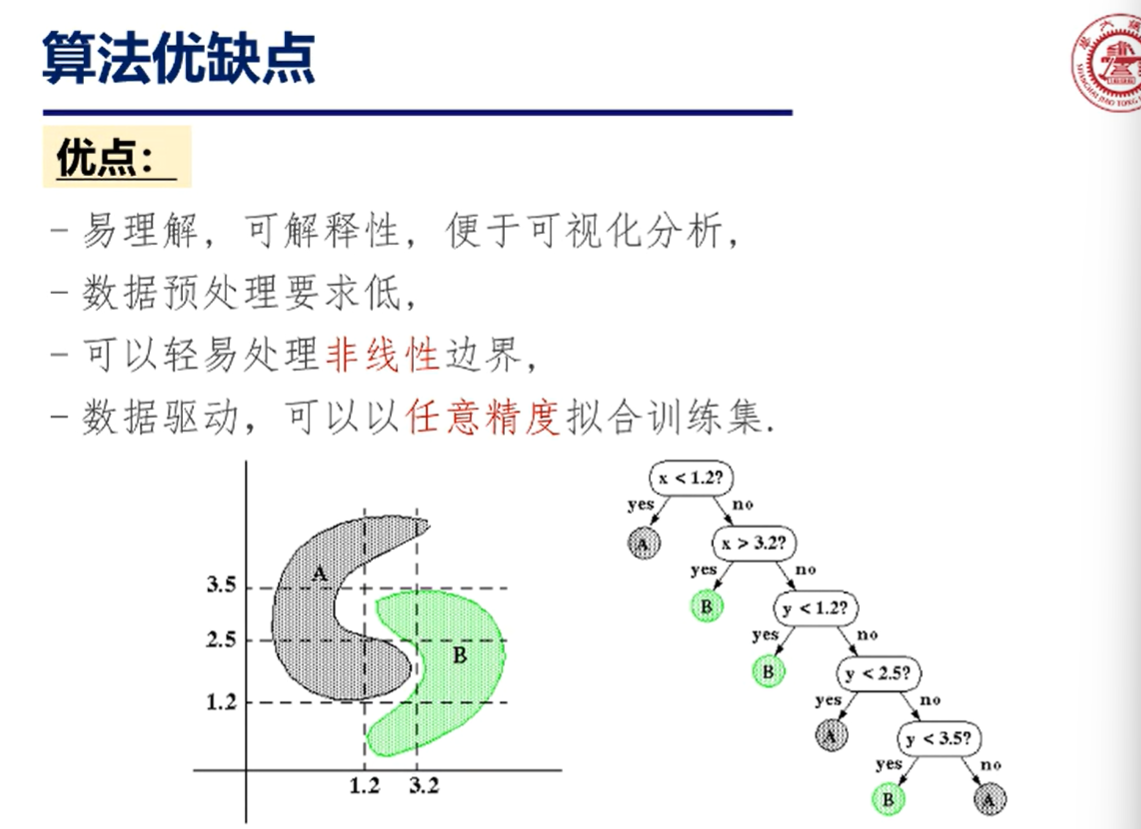 算法优缺点
优点：
– 易理解，可解释性，便于可视化分析，
– 数据预处理要求低，
– 可以轻易处理非线性边界，
– 数据驱动，可以以任意精度拟合训练集.
A
B
3.5
2.5
1.2
1.2 3.2
x < 1.2?
yes no
A
x > 3.2?
yes no
B
y < 1.2?
yes no
B
y < 2.5?
yes no
A
y < 3.5?
yes no
B A